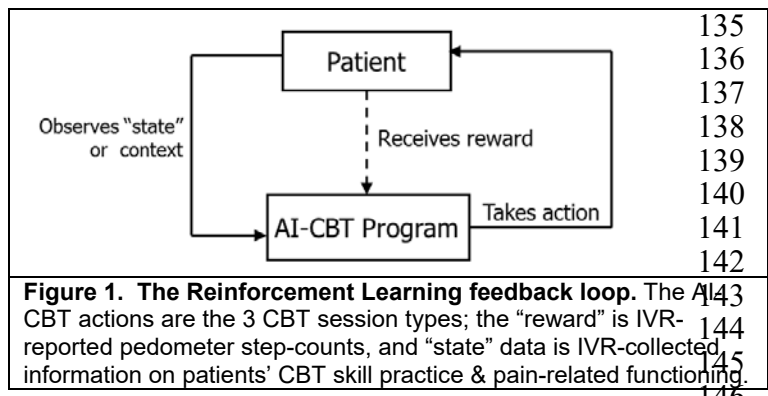 135
136
Patient
137
Observes "state"
or context
138
Receives reward
139
140
AI-CBT Program
Takes action
141
142
Figure 1. The Reinforcement Learning feedback loop. The AI-
143
CBT actions are the 3 CBT session types; the "reward" is IVR-
144
reported pedometer step-counts, and "state" data is IVR-collected
145
information on patients' CBT skill practice & pain-related functioning.
146